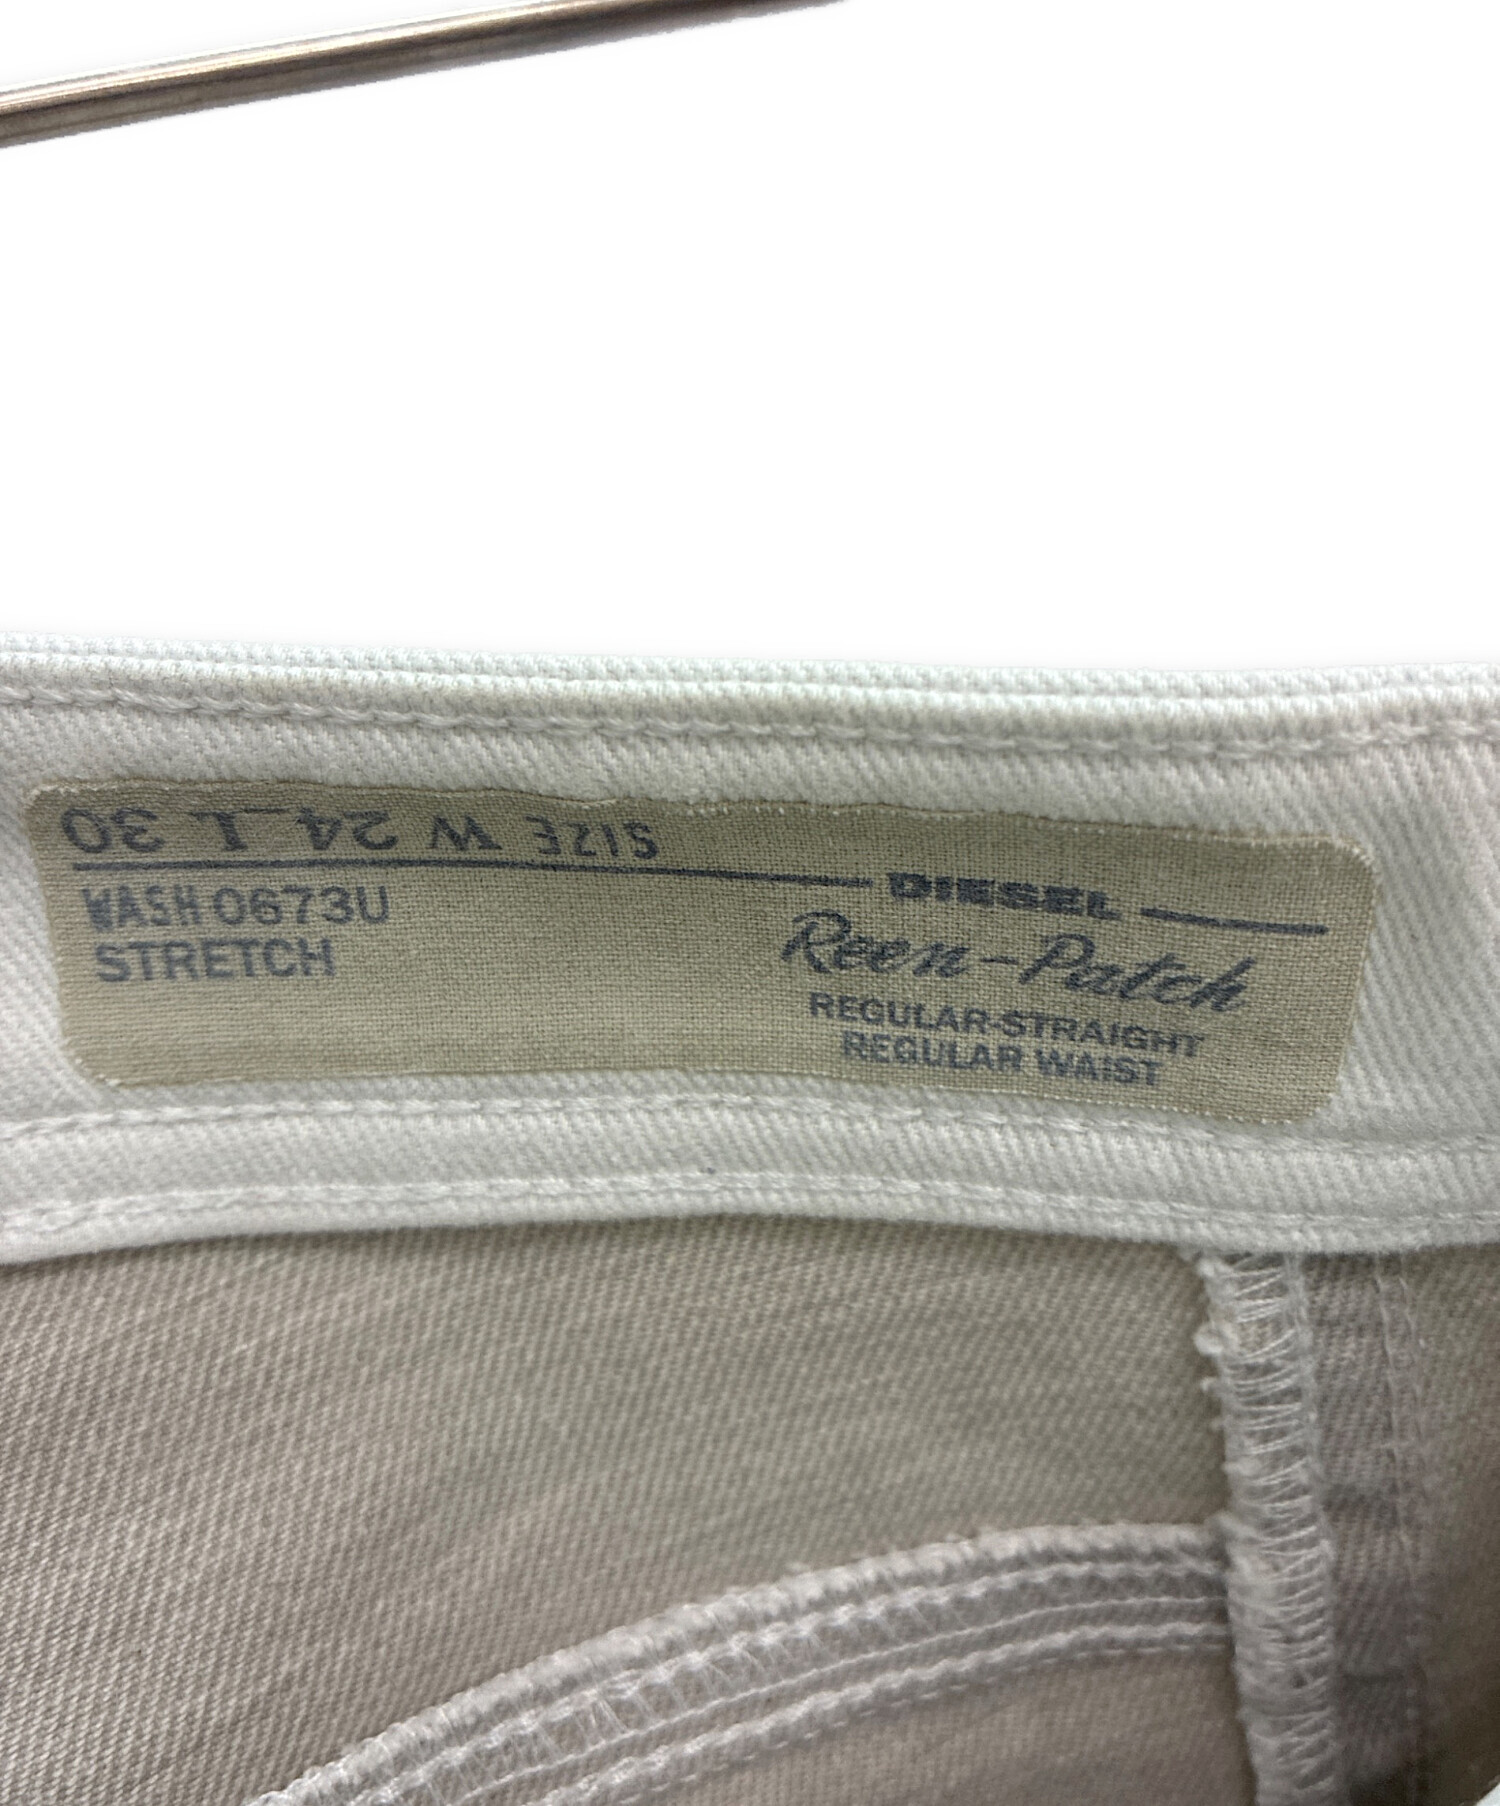 SIZE W 24 L 30
DIESEL
WASH 0673U
STRETCH
Reen-Patch
REGULAR-STRAIGHT
REGULAR WAIST